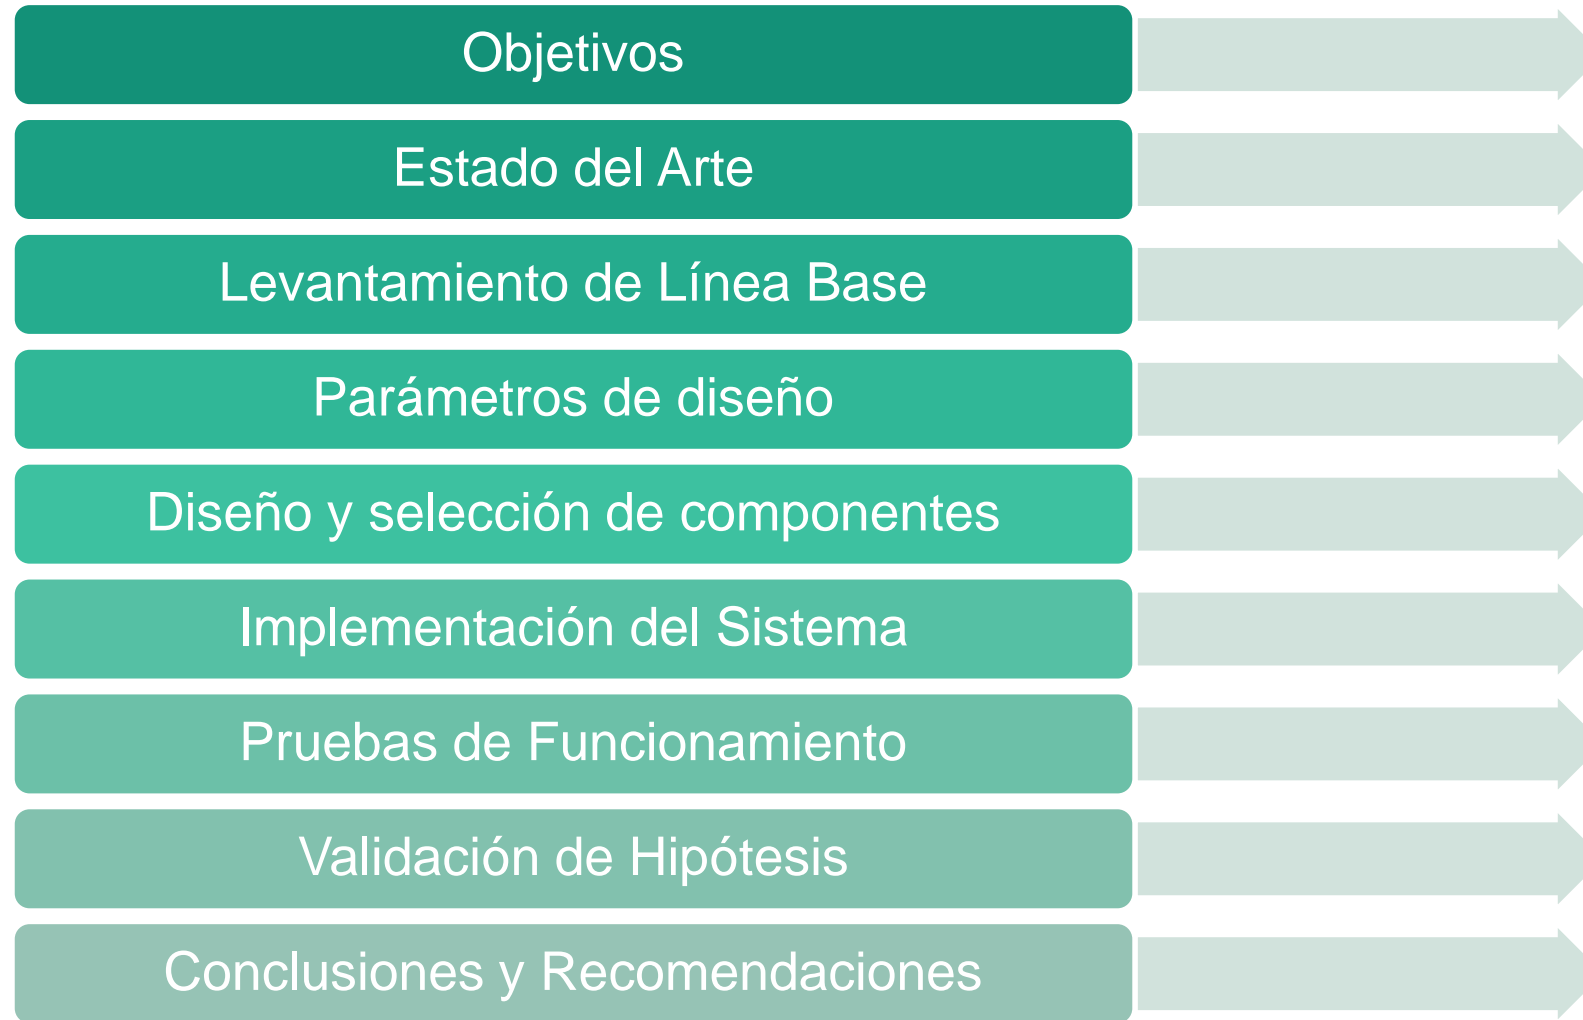 Objetivos
Estado del Arte
Levantamiento de Línea Base
Parámetros de diseño
Diseño y selección de componentes
Implementación del Sistema
Pruebas de Funcionamiento
Validación de Hipótesis
Conclusiones y Recomendaciones